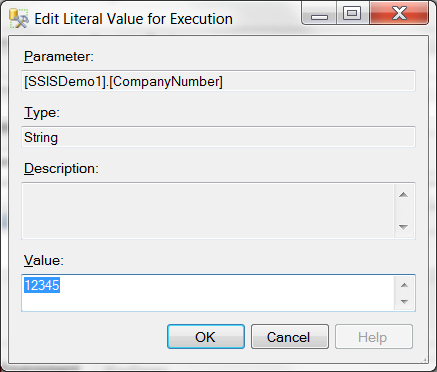 Edit Literal Value for Execution
Parameter:
[SSISDemo1].[CompanyNumber]
Type:
String
Description:
Value:
12345
OK Cancel Help